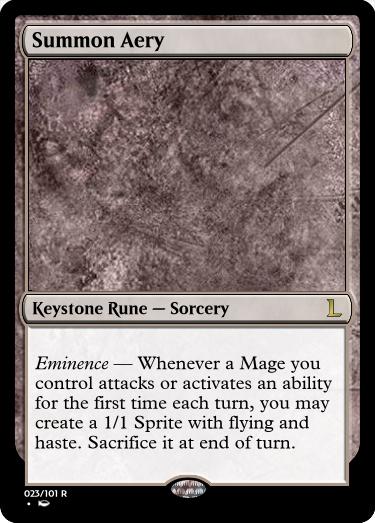 Summon Aery
Keystone Rune — Sorcery
L
Eminence — Whenever a Mage you
control attacks or activates an ability
for the first time each turn, you may
create a 1/1 Sprite with flying and
haste. Sacrifice it at end of turn.
023/101 R